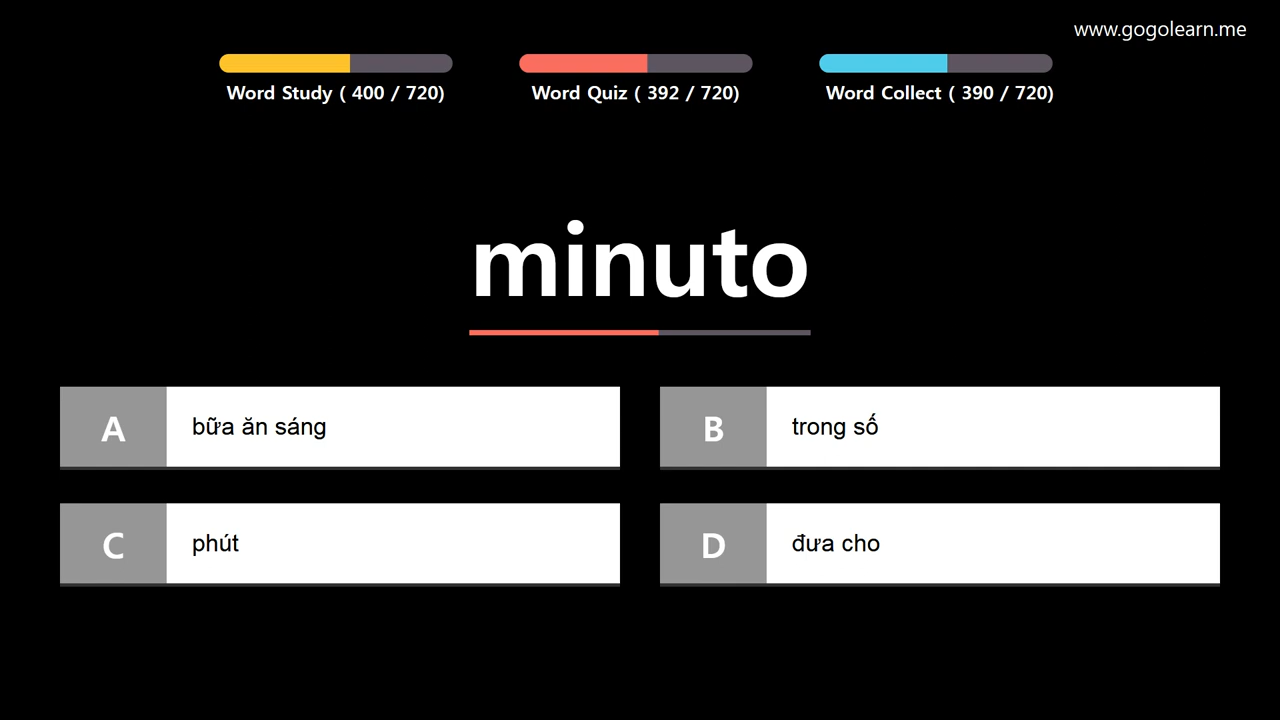 www.gogolearn.me
Word Study ( 400 / 720)
Word Quiz ( 392 / 720)
Word Collect ( 390 / 720)
minuto
A bữa ăn sáng
B trong số
C phút
D đưa cho